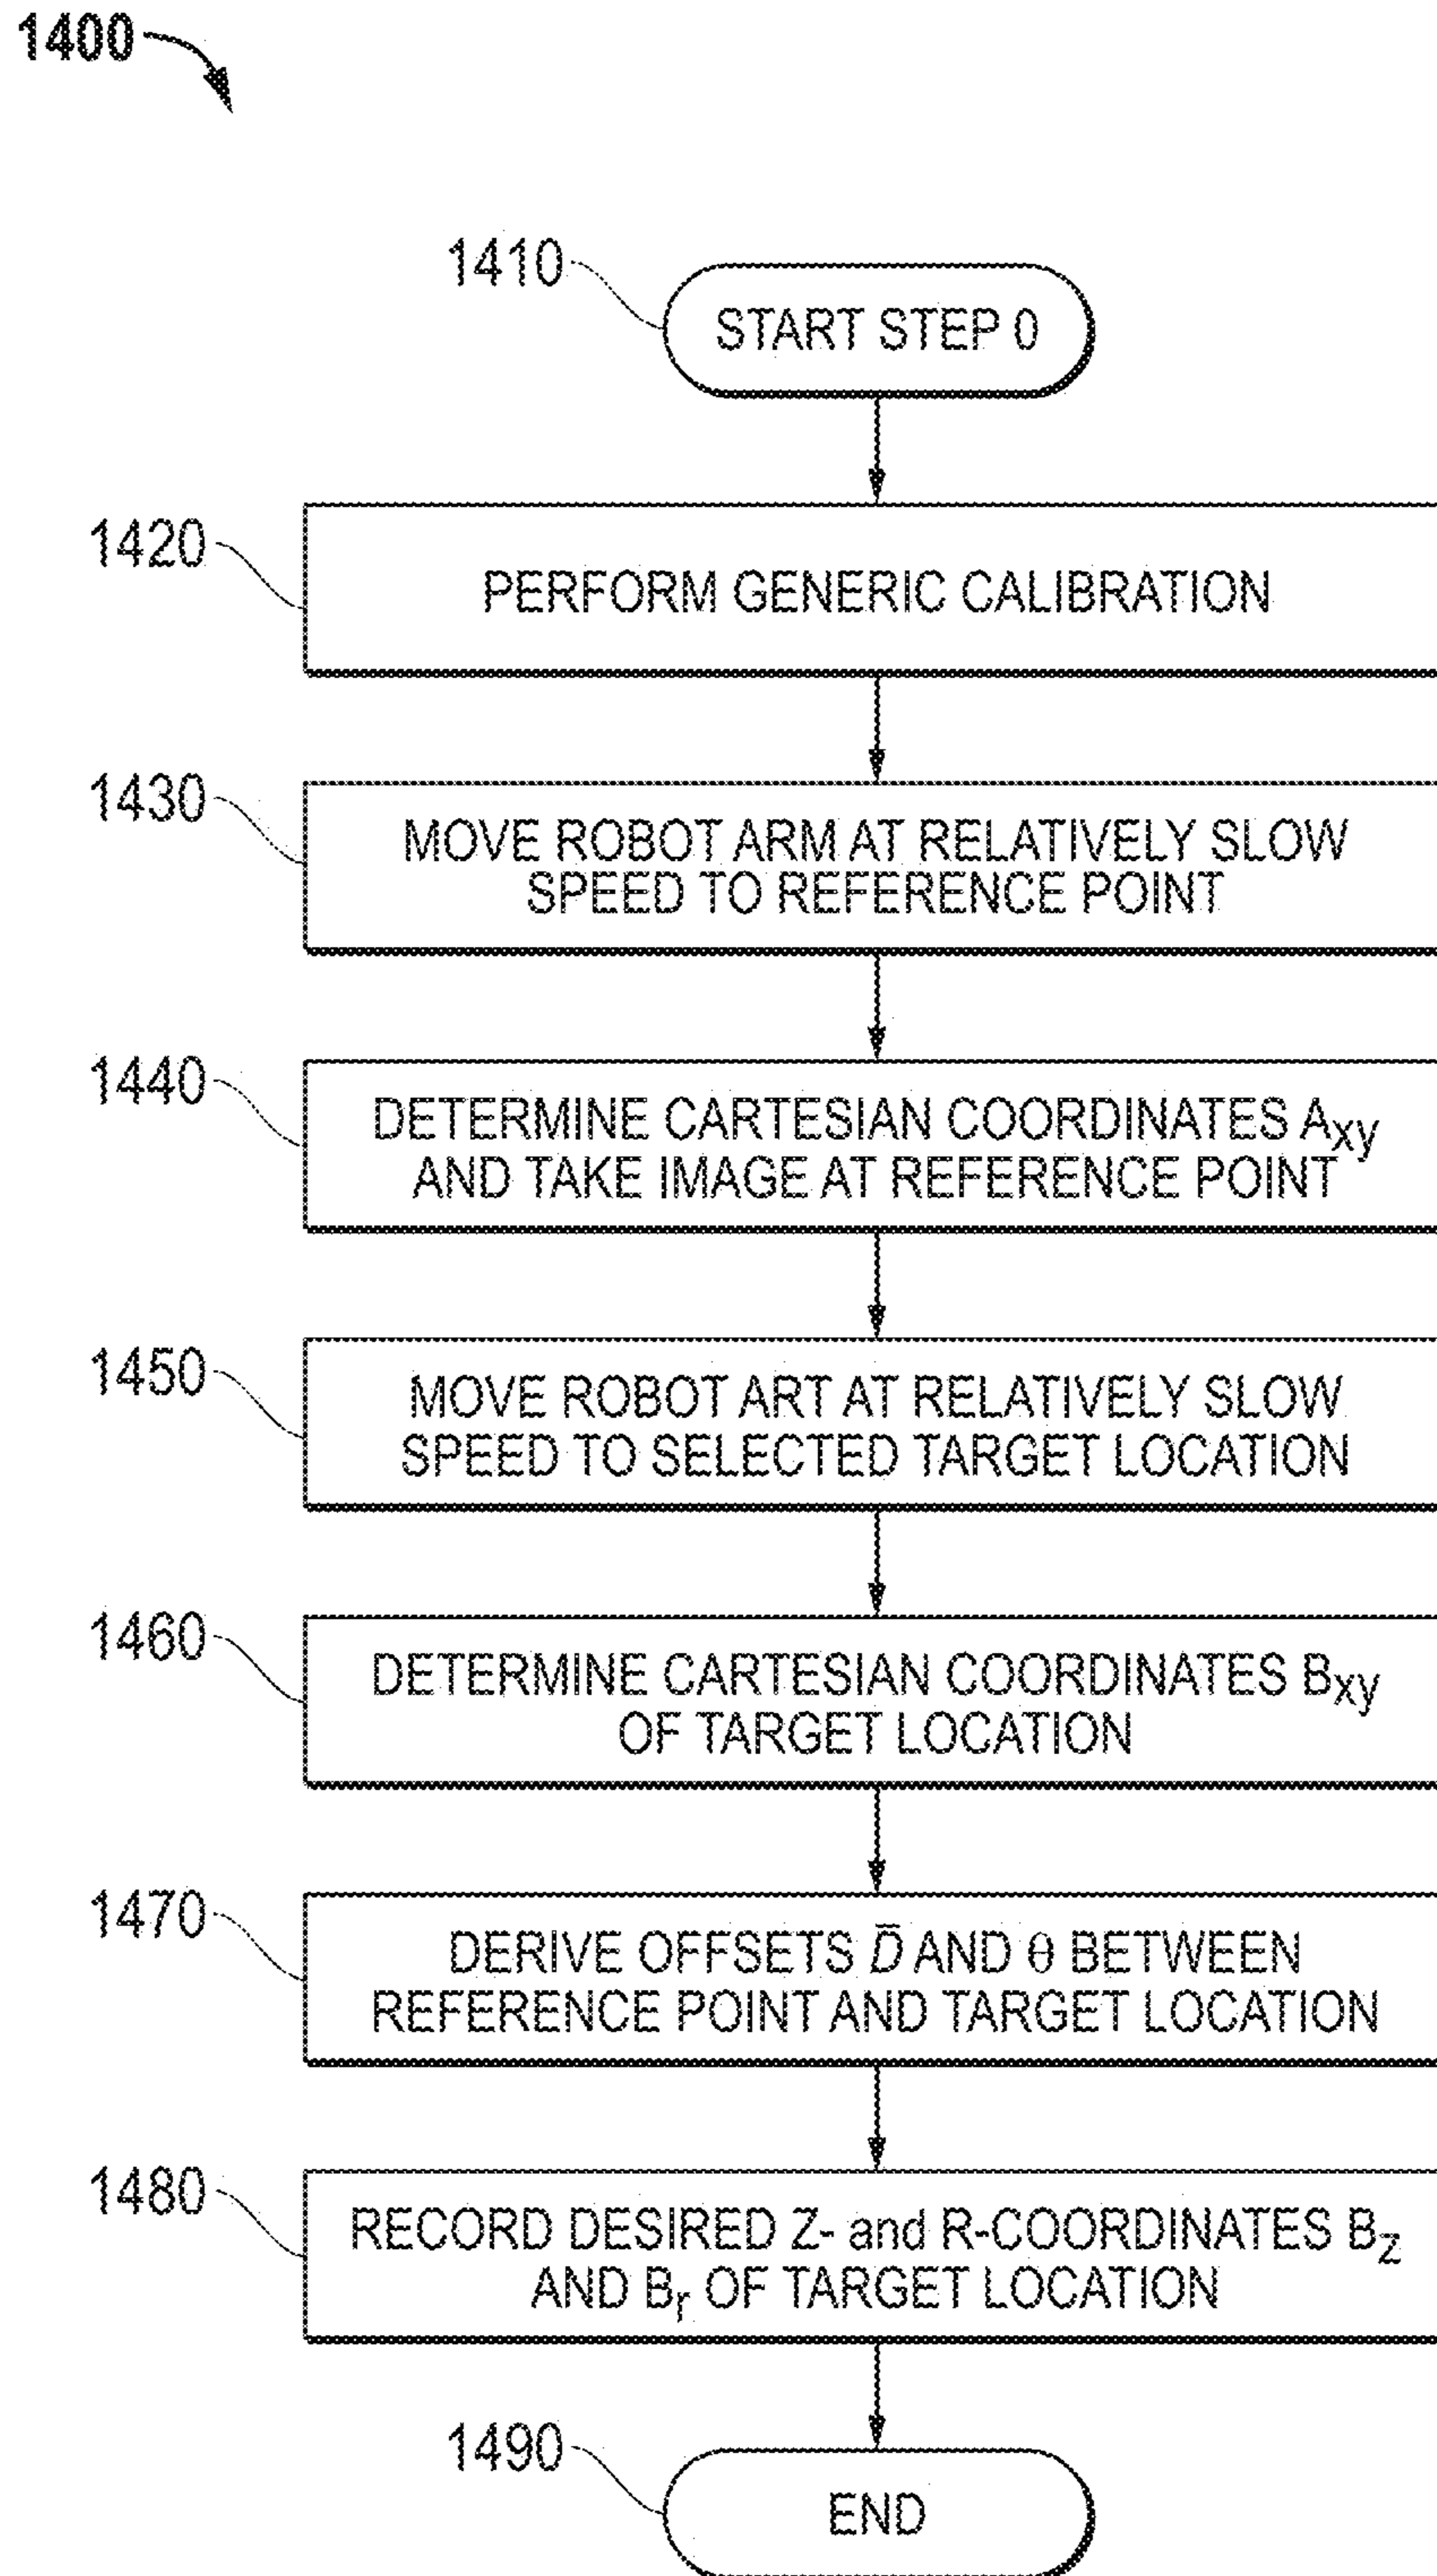 1400
1410
START STEP 0
1420
PERFORM GENERIC CALIBRATION
1430
MOVE ROBOT ARM AT RELATIVELY SLOW
SPEED TO REFERENCE POINT
1440
DETERMINE CARTESIAN COORDINATES Axy
AND TAKE IMAGE AT REFERENCE POINT
1450
MOVE ROBOT ART AT RELATIVELY SLOW
SPEED TO SELECTED TARGET LOCATION
1460
DETERMINE CARTESIAN COORDINATES Bxy
OF TARGET LOCATION
1470
DERIVE OFFSETS D̅ AND θ BETWEEN
REFERENCE POINT AND TARGET LOCATION
1480
RECORD DESIRED Z- and R-COORDINATES Bz
AND Br OF TARGET LOCATION
1490
END